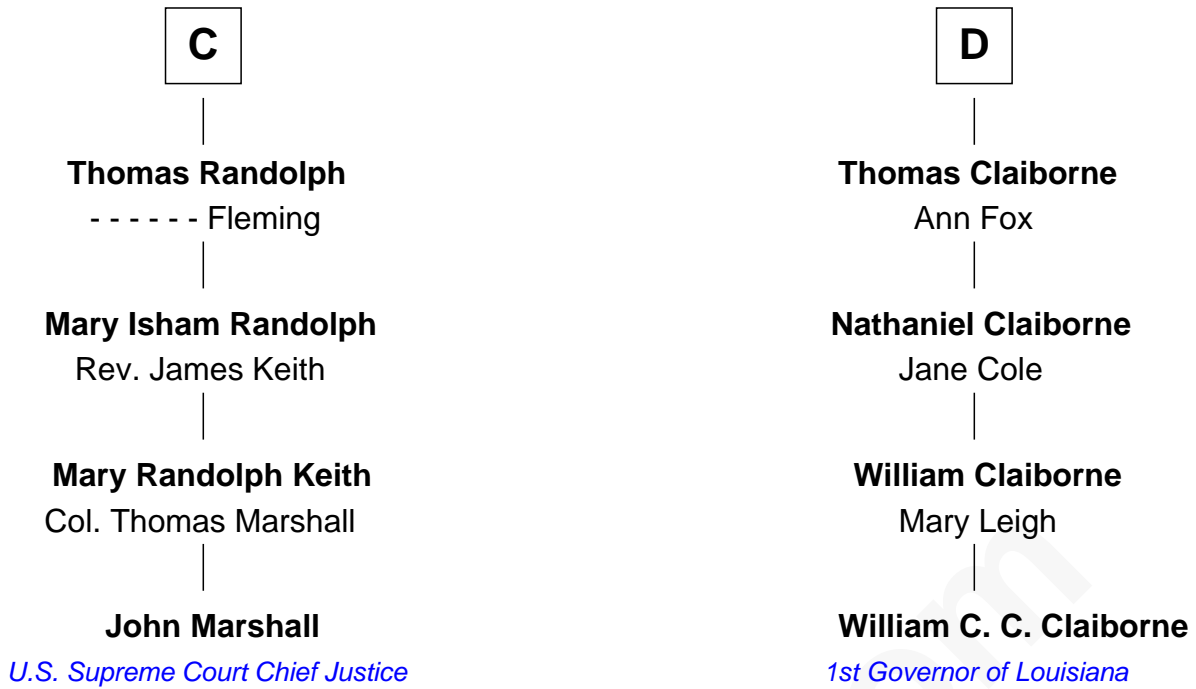 C
Thomas Randolph
- - - - - - Fleming
Mary Isham Randolph
Rev. James Keith
Mary Randolph Keith
Col. Thomas Marshall
John Marshall
U.S. Supreme Court Chief Justice
D
Thomas Claiborne
Ann Fox
Nathaniel Claiborne
Jane Cole
William Claiborne
Mary Leigh
William C. C. Claiborne
1st Governor of Louisiana